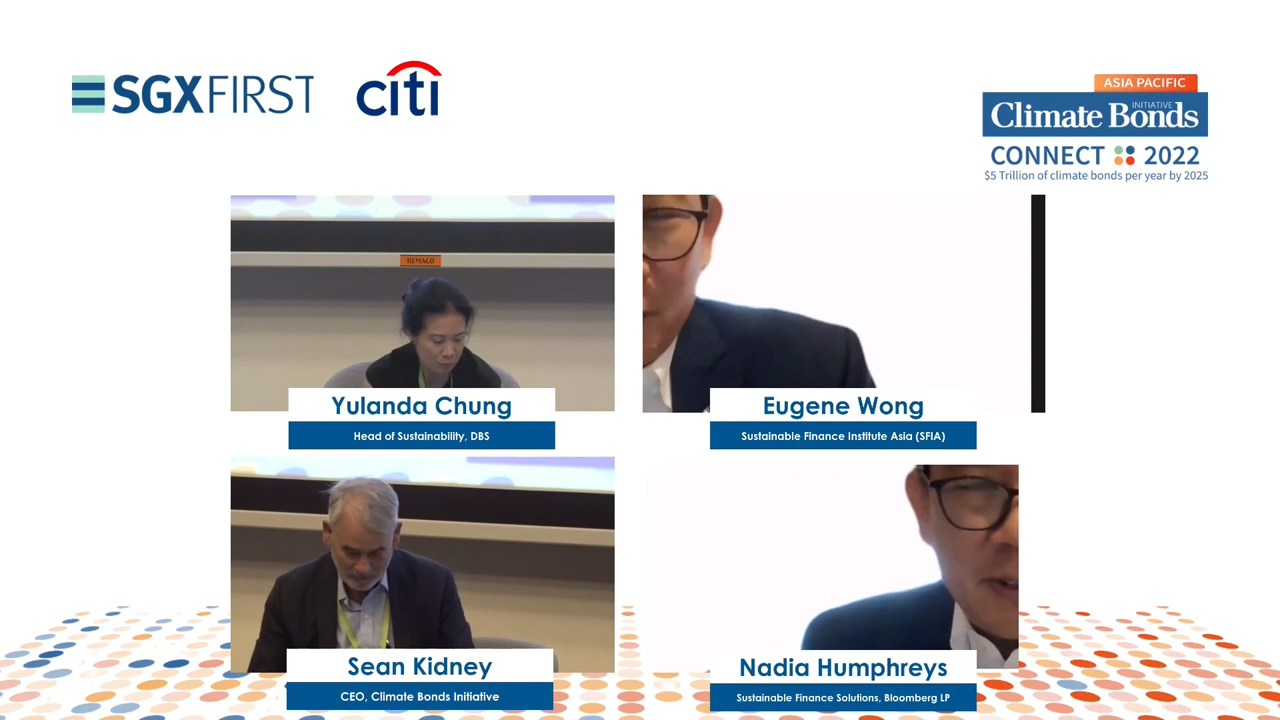 SGXFIRST
citi
ASIA PACIFIC
INITIATIVE
Climate Bonds
CONNECT 2022
$5 Trillion of climate bonds per year by 2025
REMACO
Yulanda Chung
Head of Sustainability, DBS
Eugene Wong
Sustainable Finance Institute Asia (SFIA)
Sean Kidney
CEO, Climate Bonds Initiative
Nadia Humphreys
Sustainable Finance Solutions, Bloomberg LP